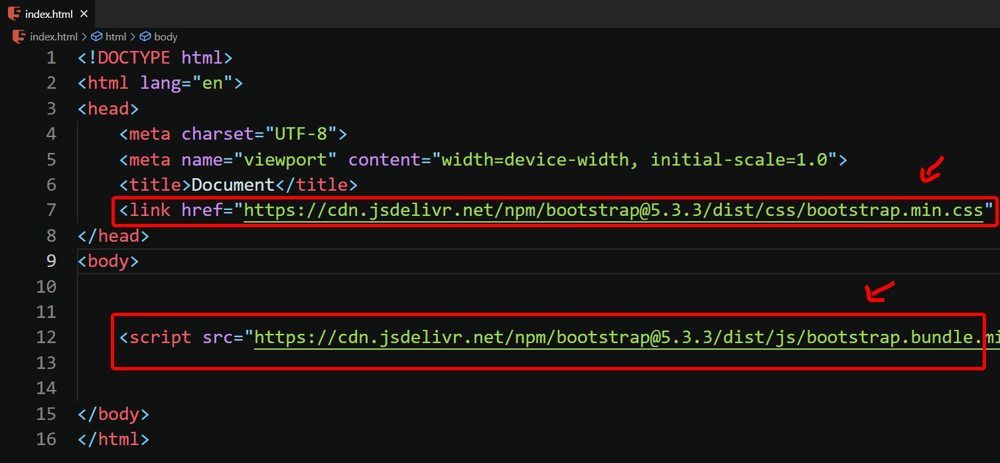 index.html
index.html > html > body
1 <!DOCTYPE html>
2 <html lang="en">
3 <head>
4     <meta charset="UTF-8">
5     <meta name="viewport" content="width=device-width, initial-scale=1.0">
6     <title>Document</title>
7     <link href="https://cdn.jsdelivr.net/npm/bootstrap@5.3.3/dist/css/bootstrap.min.css"
8 </head>
9 <body>
10
11
12     <script src="https://cdn.jsdelivr.net/npm/bootstrap@5.3.3/dist/js/bootstrap.bundle.mi
13
14
15 </body>
16 </html>